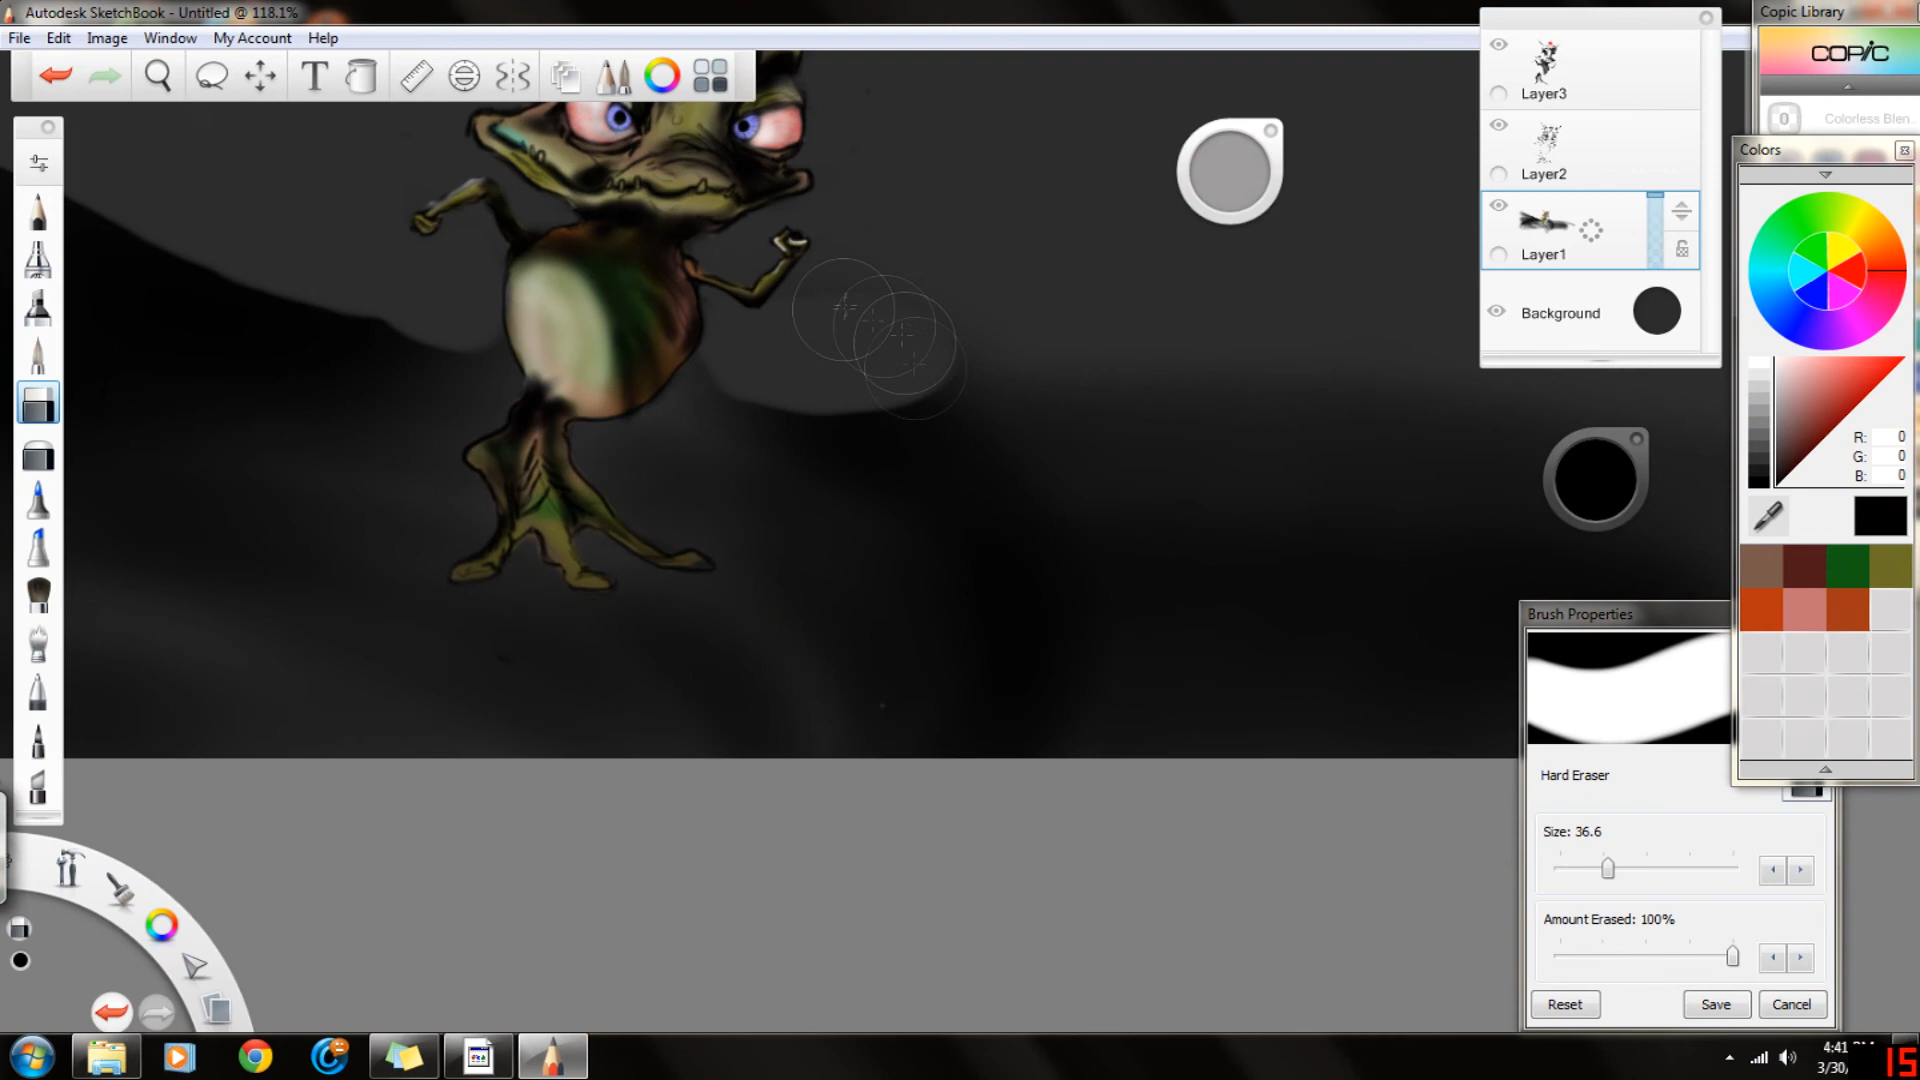 Autodesk SketchBook - Untitled @ 118.1%
File Edit Image Window My Account Help
Copic Library
COPIC
0 Colorless Blen..
Layer3
Layer2
Layer1
Background
Colors
R: 0
G: 0
B: 0
Brush Properties
Hard Eraser
Size: 36.6
Amount Erased: 100%
Reset Save Cancel
4:41
3/30/
15